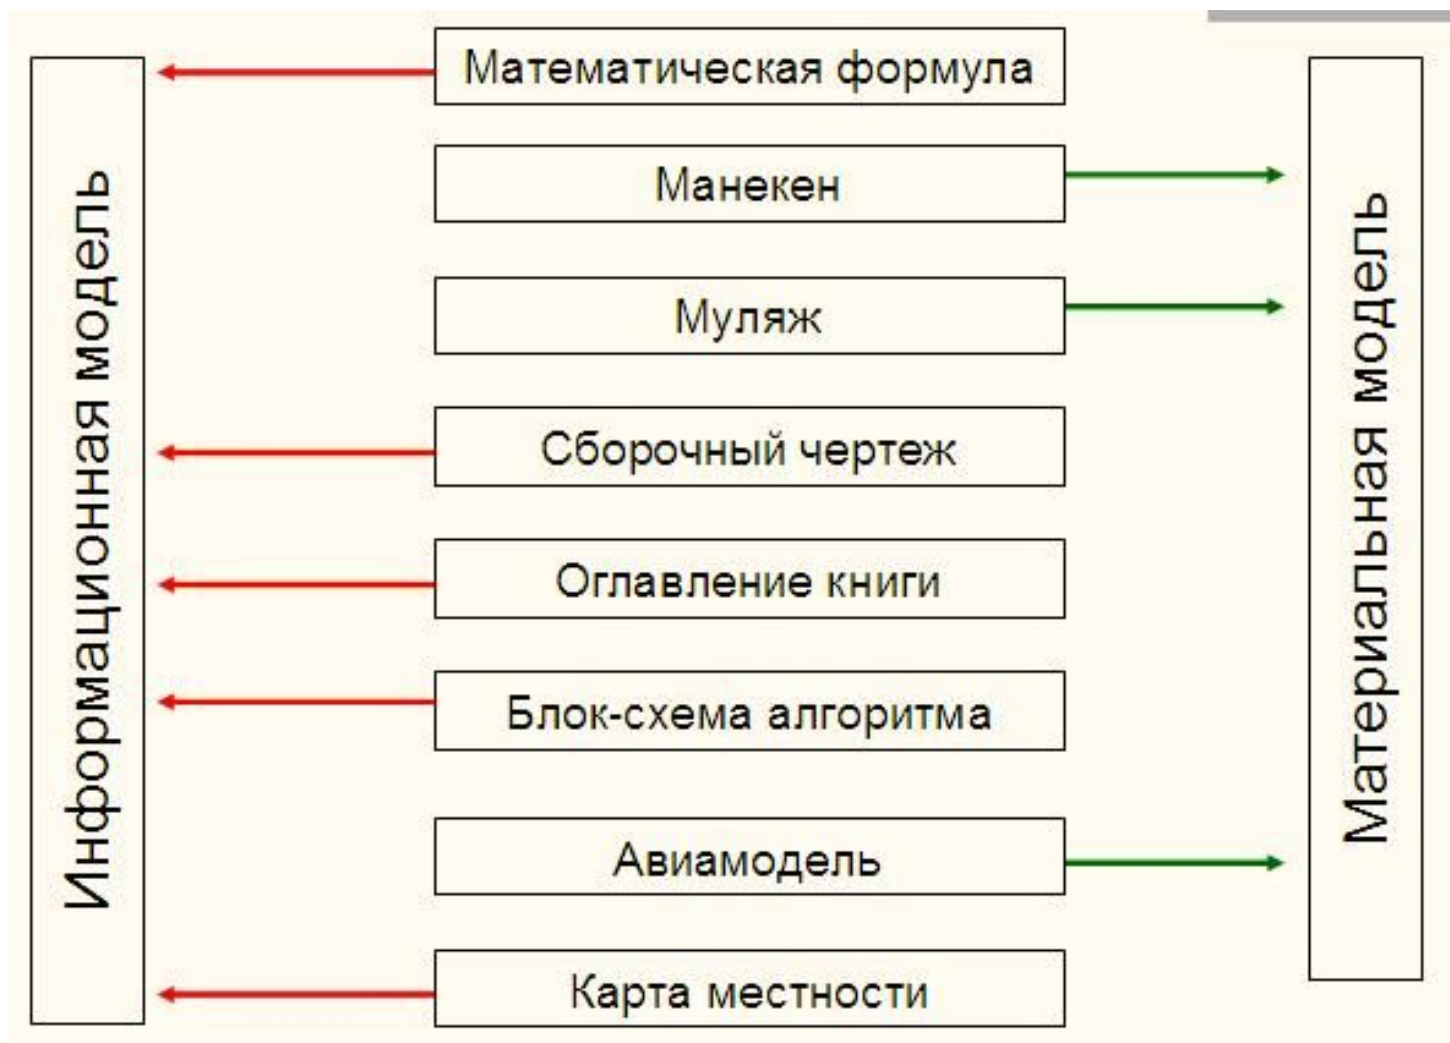 Информационная модель
Математическая формула
Манекен
Муляж
Сборочный чертеж
Оглавление книги
Блок-схема алгоритма
Авиамодель
Карта местности
Материальная модель